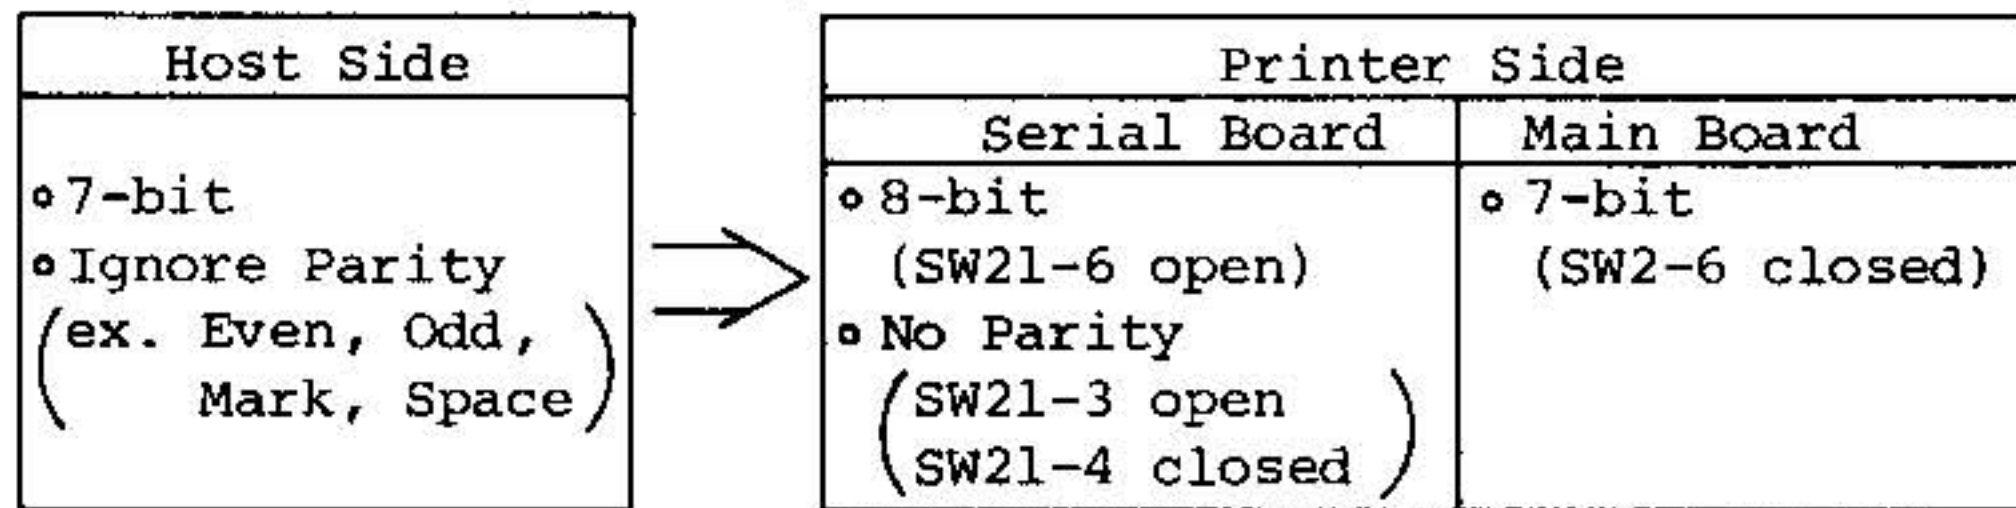 Host Side
7-bit
Ignore Parity
(ex. Even, Odd,
Mark, Space)
Printer Side
Serial Board
8-bit
(SW21-6 open)
No Parity
(SW21-3 open
SW21-4 closed)
Main Board
7-bit
(SW2-6 closed)